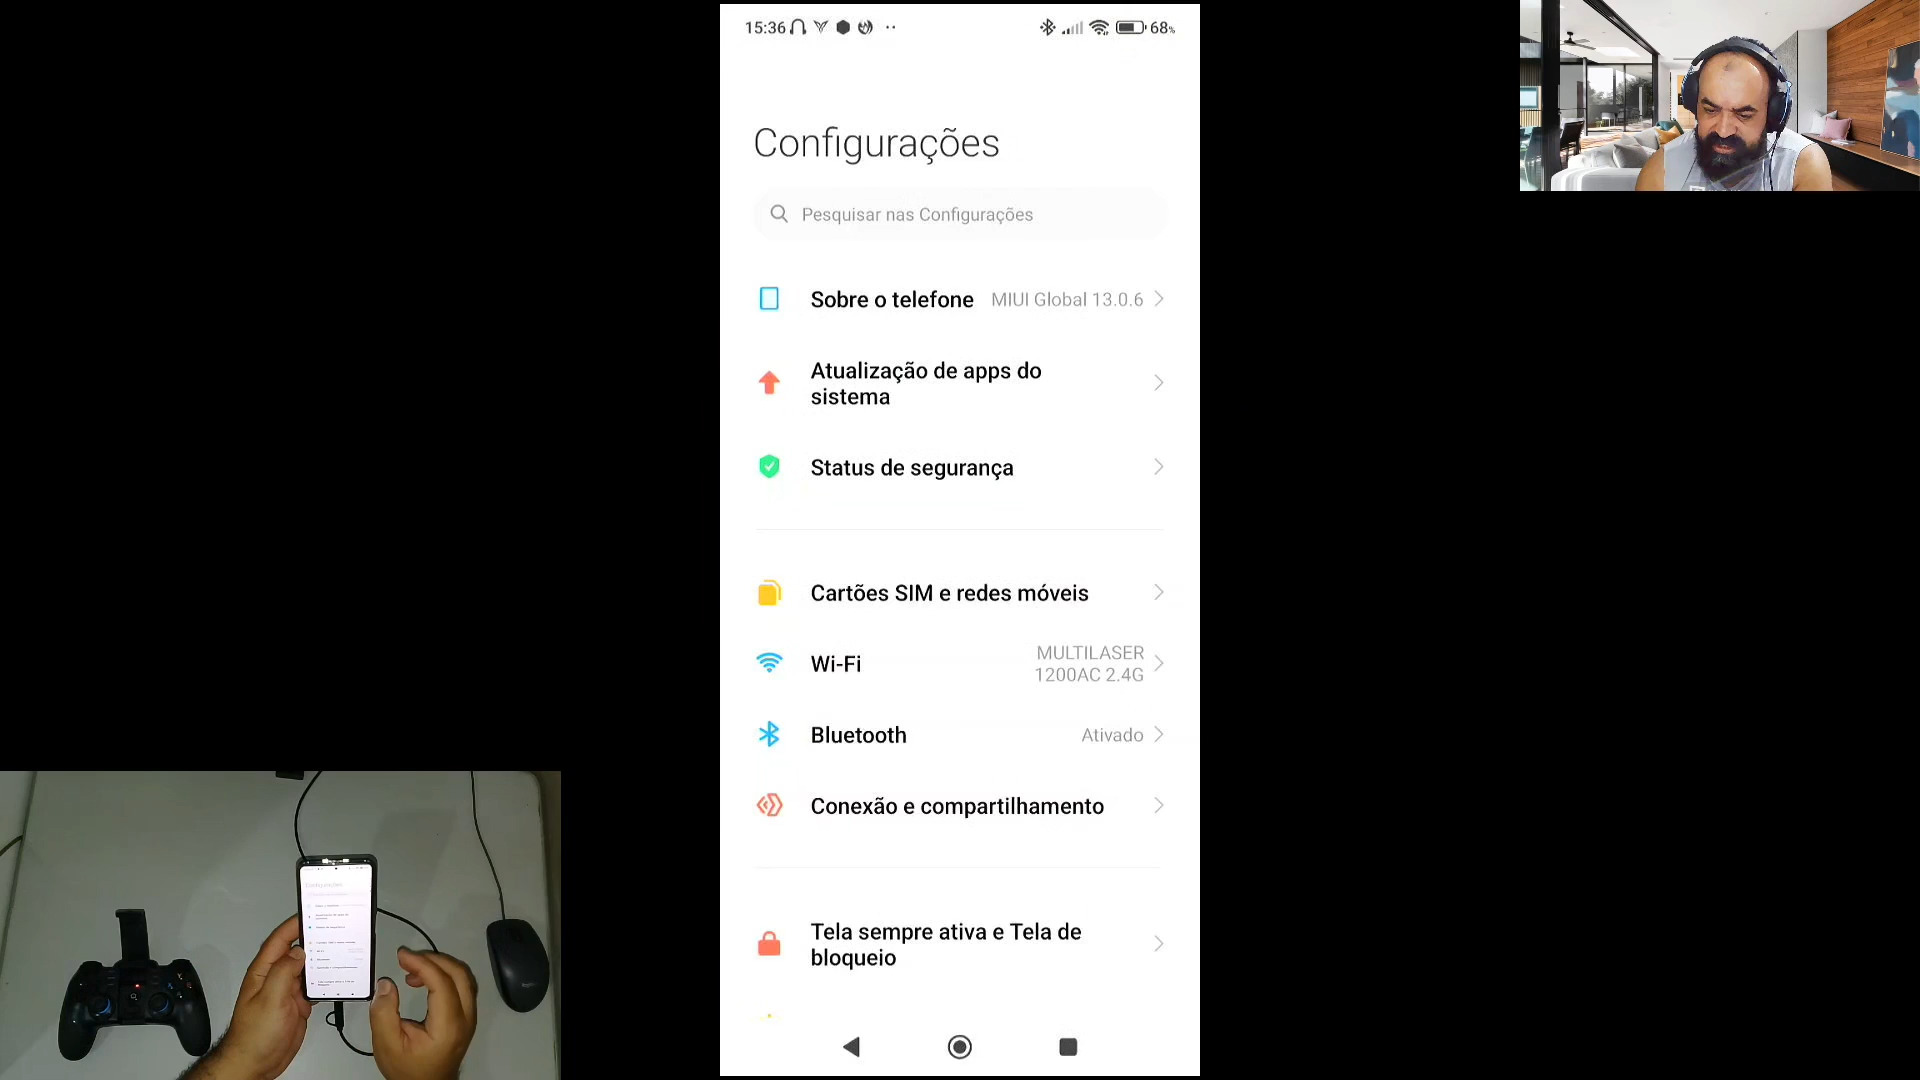 15:36
68%
Configurações
Pesquisar nas Configurações
Sobre o telefone MIUI Global 13.0.6
Atualização de apps do
sistema
Status de segurança
Cartões SIM e redes móveis
Wi-Fi
MULTILASER
1200AC 2.4G
Bluetooth Ativado
Conexão e compartilhamento
Tela sempre ativa e Tela de
bloqueio